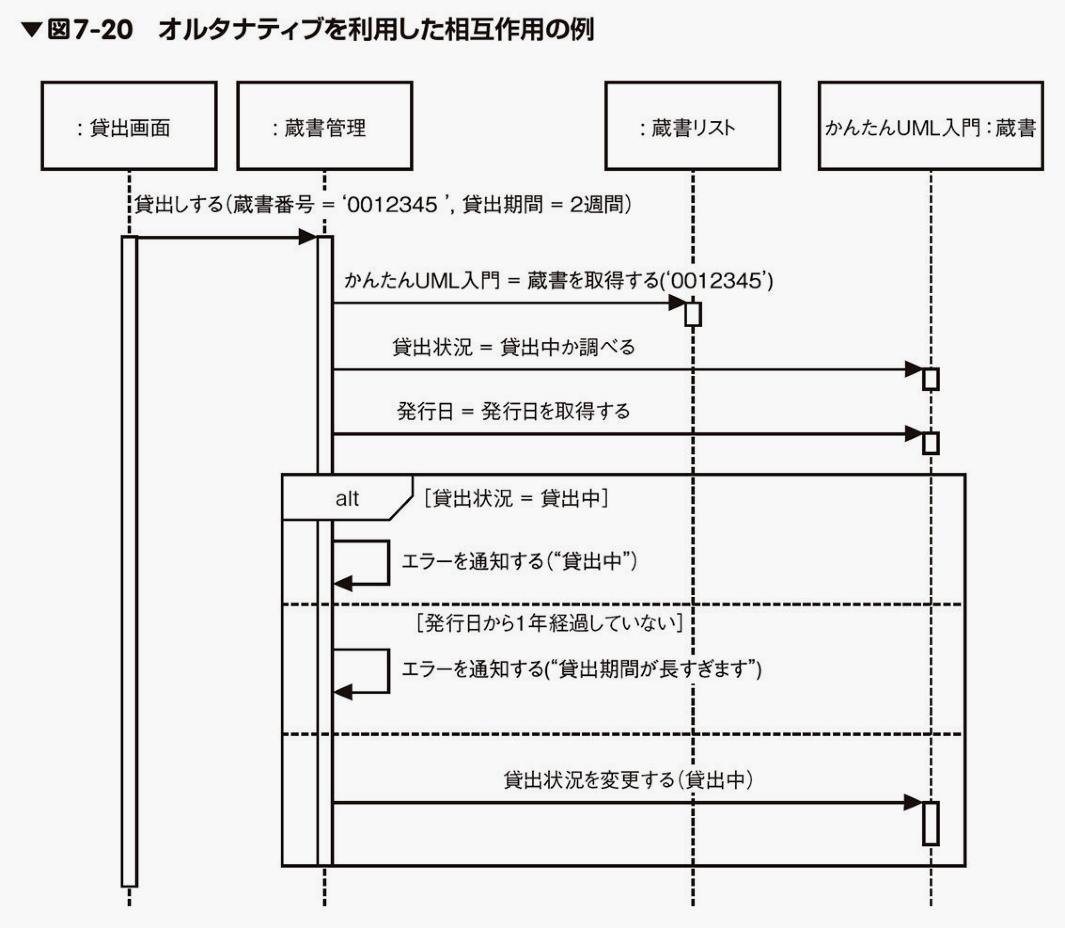 ▼図7-20　オルタナティブを利用した相互作用の例
：貸出画面
：蔵書管理
：蔵書リスト
かんたんUML入門：蔵書
貸出しする(蔵書番号 = ‘0012345 ’, 貸出期間 = 2週間)
かんたんUML入門 = 蔵書を取得する(‘0012345’)
貸出状況 = 貸出中か調べる
発行日 = 発行日を取得する
alt
[貸出状況 = 貸出中]
エラーを通知する(“貸出中”)
[発行日から1年経過していない]
エラーを通知する(“貸出期間が長すぎます”)
貸出状況を変更する(貸出中)